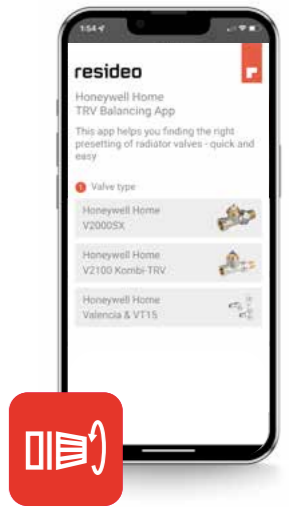 1:54
resideo
Honeywell Home
TRV Balancing App
This app helps you finding the right
presetting of radiator valves - quick and
easy
1 Valve type
Honeywell Home
V2000SX
Honeywell Home
V2100 Kombi-TRV
Honeywell Home
Valencia & VT15